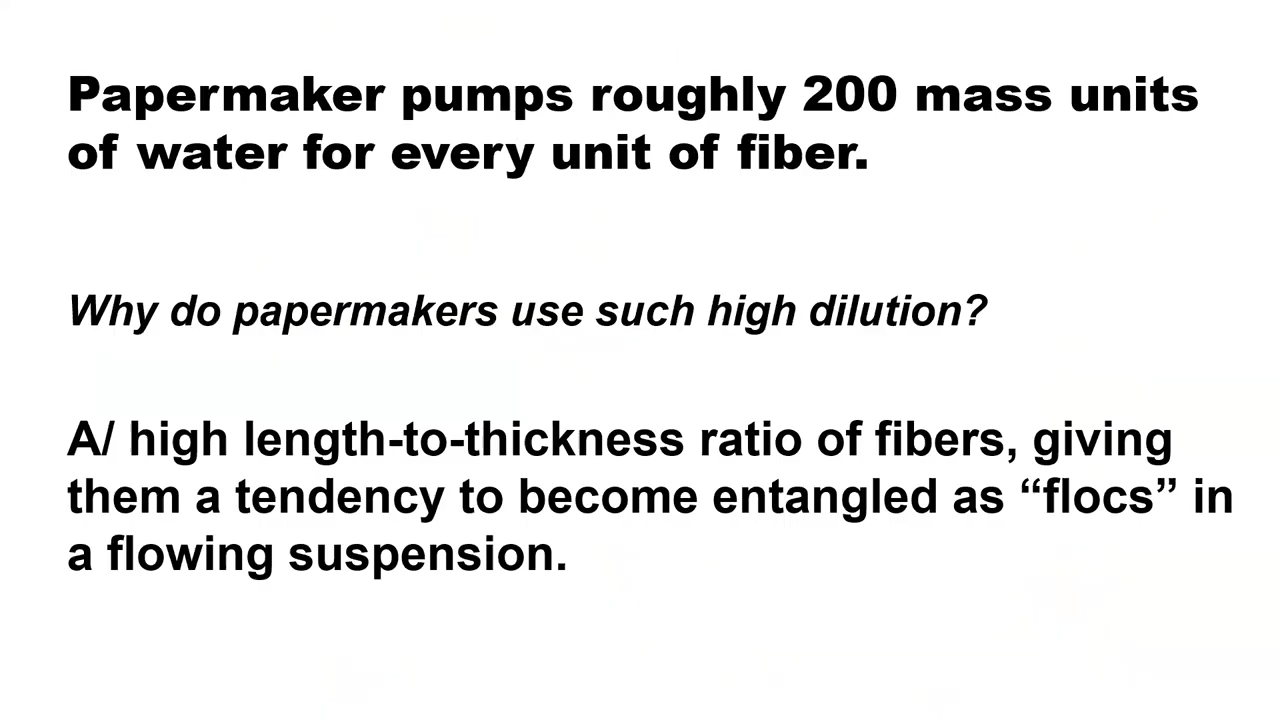 Papermaker pumps roughly 200 mass units
of water for every unit of fiber.
Why do papermakers use such high dilution?
A/ high length-to-thickness ratio of fibers, giving
them a tendency to become entangled as “flocs” in
a flowing suspension.